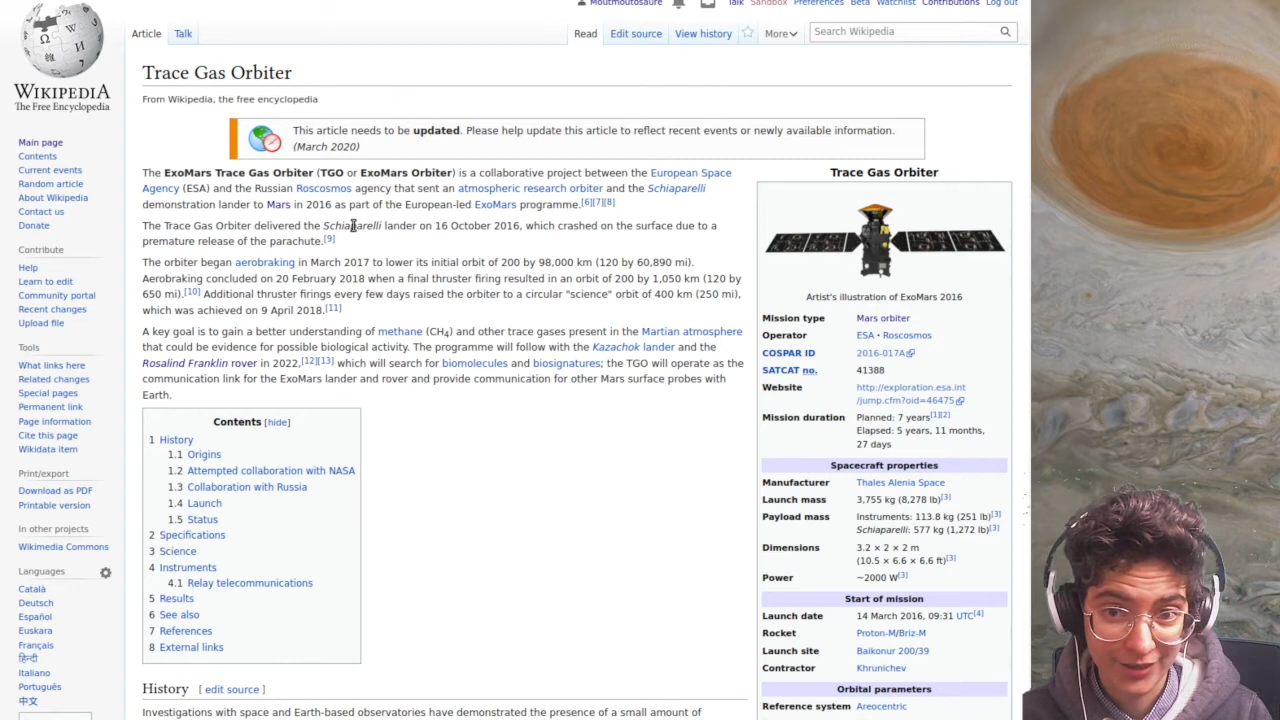 Moutmoutosaure Talk Sandbox Preferences Beta Watchlist Contributions Log out
Article Talk Read Edit source View history More Search Wikipedia
WIKIPEDIA
The Free Encyclopedia
Main page
Contents
Current events
Random article
About Wikipedia
Contact us
Donate
Contribute
Help
Learn to edit
Community portal
Recent changes
Upload file
Tools
What links here
Related changes
Special pages
Permanent link
Page information
Cite this page
Wikidata item
Print/export
Download as PDF
Printable version
In other projects
Wikimedia Commons
Languages
Català
Deutsch
Español
Euskara
Français
हिन्दी
Italiano
Português
中文
Trace Gas Orbiter
From Wikipedia, the free encyclopedia
This article needs to be updated. Please help update this article to reflect recent events or newly available information.
(March 2020)
The ExoMars Trace Gas Orbiter (TGO or ExoMars Orbiter) is a collaborative project between the European Space
Agency (ESA) and the Russian Roscosmos agency that sent an atmospheric research orbiter and the Schiaparelli
demonstration lander to Mars in 2016 as part of the European-led ExoMars programme.[6][7][8]
The Trace Gas Orbiter delivered the Schiaparelli lander on 16 October 2016, which crashed on the surface due to a
premature release of the parachute.[9]
The orbiter began aerobraking in March 2017 to lower its initial orbit of 200 by 98,000 km (120 by 60,890 mi).
Aerobraking concluded on 20 February 2018 when a final thruster firing resulted in an orbit of 200 by 1,050 km (120 by
650 mi).[10] Additional thruster firings every few days raised the orbiter to a circular "science" orbit of 400 km (250 mi),
which was achieved on 9 April 2018.[11]
A key goal is to gain a better understanding of methane (CH4) and other trace gases present in the Martian atmosphere
that could be evidence for possible biological activity. The programme will follow with the Kazachok lander and the
Rosalind Franklin rover in 2022,[12][13] which will search for biomolecules and biosignatures; the TGO will operate as the
communication link for the ExoMars lander and rover and provide communication for other Mars surface probes with
Earth.
Contents [hide]
1 History
1.1 Origins
1.2 Attempted collaboration with NASA
1.3 Collaboration with Russia
1.4 Launch
1.5 Status
2 Specifications
3 Science
4 Instruments
4.1 Relay telecommunications
5 Results
6 See also
7 References
8 External links
History [ edit source ]
Investigations with space and Earth-based observatories have demonstrated the presence of a small amount of
Trace Gas Orbiter
Artist's illustration of ExoMars 2016
Mission type Mars orbiter
Operator ESA · Roscosmos
COSPAR ID 2016-017A
SATCAT no. 41388
Website http://exploration.esa.int
/jump.cfm?oid=46475
Mission duration Planned: 7 years[1][2]
Elapsed: 5 years, 11 months,
27 days
Spacecraft properties
Manufacturer Thales Alenia Space
Launch mass 3,755 kg (8,278 lb)[3]
Payload mass Instruments: 113.8 kg (251 lb)[3]
Schiaparelli: 577 kg (1,272 lb)[3]
Dimensions 3.2 × 2 × 2 m
(10.5 × 6.6 × 6.6 ft)[3]
Power ~2000 W[3]
Start of mission
Launch date 14 March 2016, 09:31 UTC[4]
Rocket Proton-M/Briz-M
Launch site Baikonur 200/39
Contractor Khrunichev
Orbital parameters
Reference system Areocentric